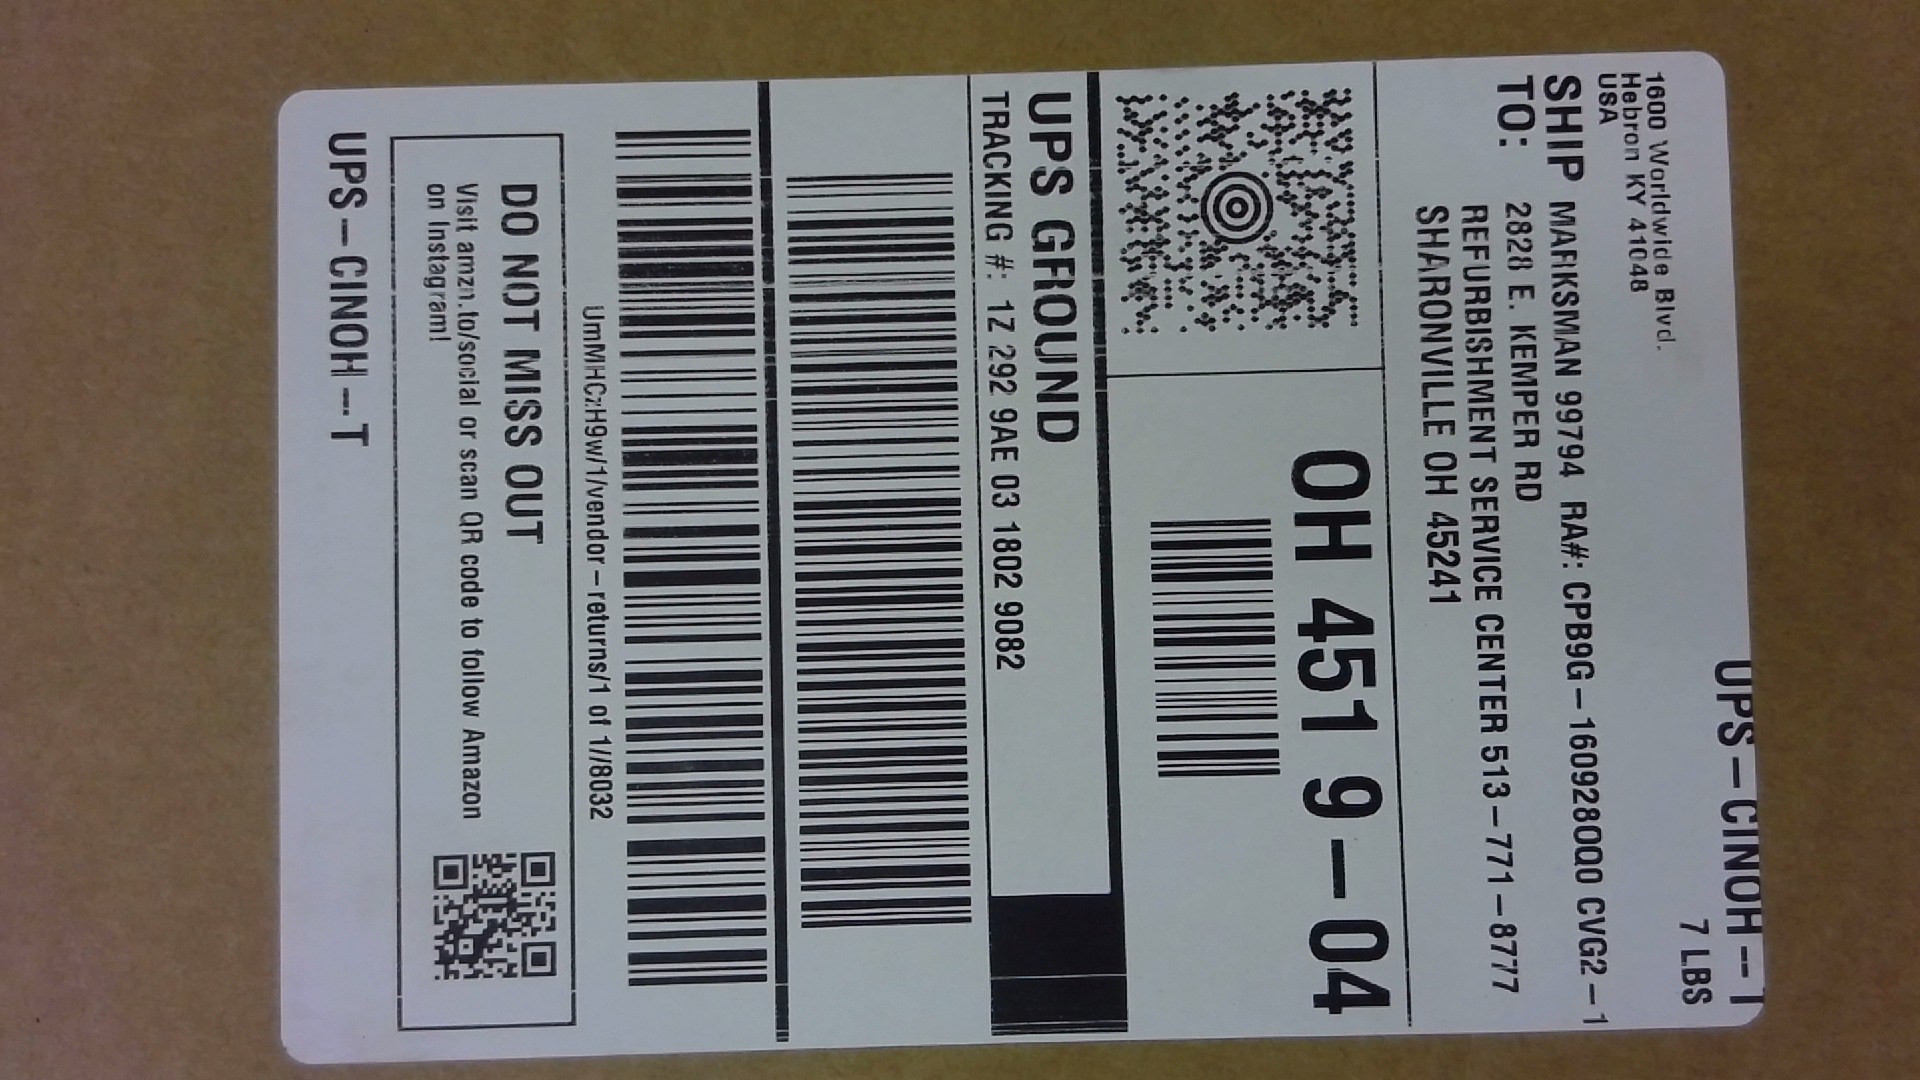 UPS-CINOH--T
7 LBS
1600 Worldwide Blvd.
Hebron KY 41048
USA
SHIP TO:
MARKSMAN 99794 RA#: CPB9G-160928000 CVG2-1
2828 E. KEMPER RD
REFURBISHMENT SERVICE CENTER 513-771-8777
SHARONVILLE OH 45241
OH 451 9-04
UPS GROUND
TRACKING #: 1Z 292 9AE 03 1802 9082
UmMHCzH9w/1/vendor-returns/1 of 1//8032
DO NOT MISS OUT
Visit amzn.to/social or scan QR code to follow Amazon
on Instagram!
UPS-CINOH--T